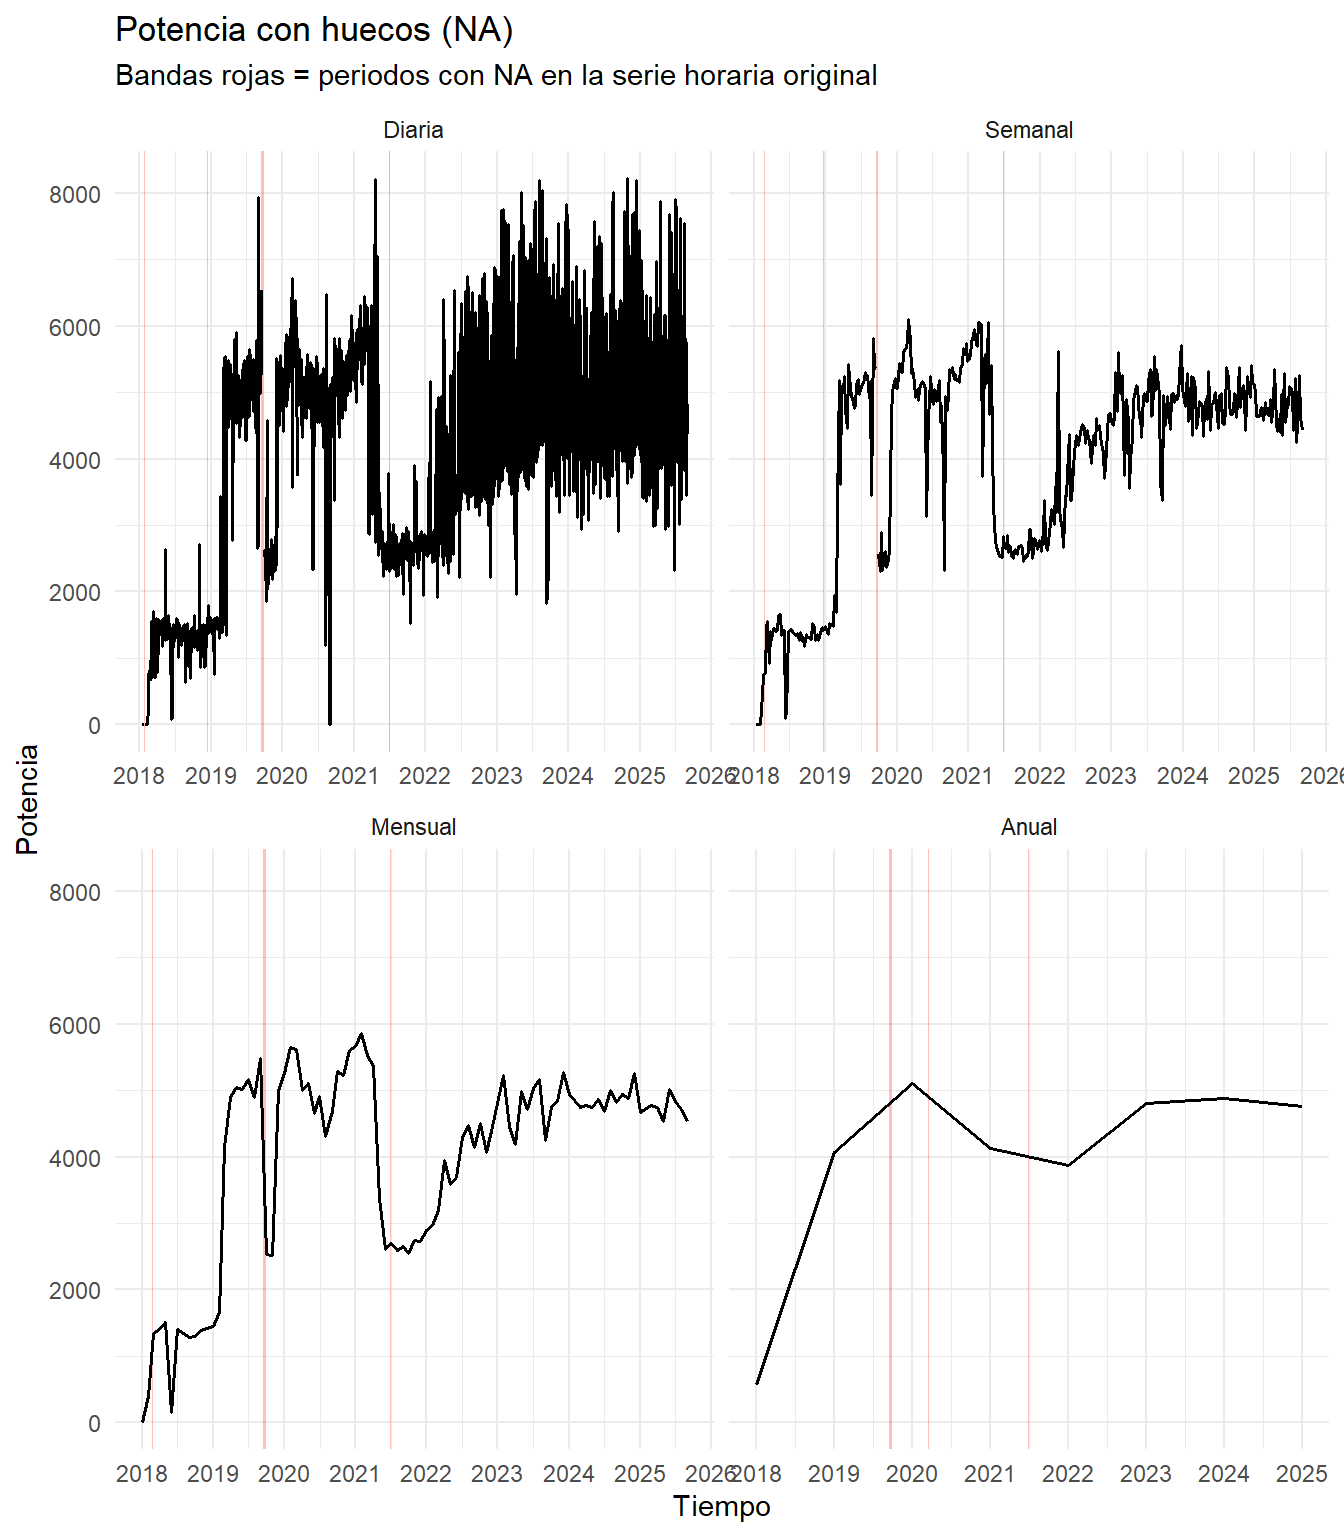 Potencia con huecos (NA)
Bandas rojas = periodos con NA en la serie horaria original
Diaria
Semanal
8000
6000
4000
2000
0
2018 2019 2020 2021 2022 2023 2024 2025 2026
2018 2019 2020 2021 2022 2023 2024 2025 2026
Potencia
Mensual
Anual
8000
6000
4000
2000
0
2018 2019 2020 2021 2022 2023 2024 2025 2026
2018 2019 2020 2021 2022 2023 2024 2025
Tiempo